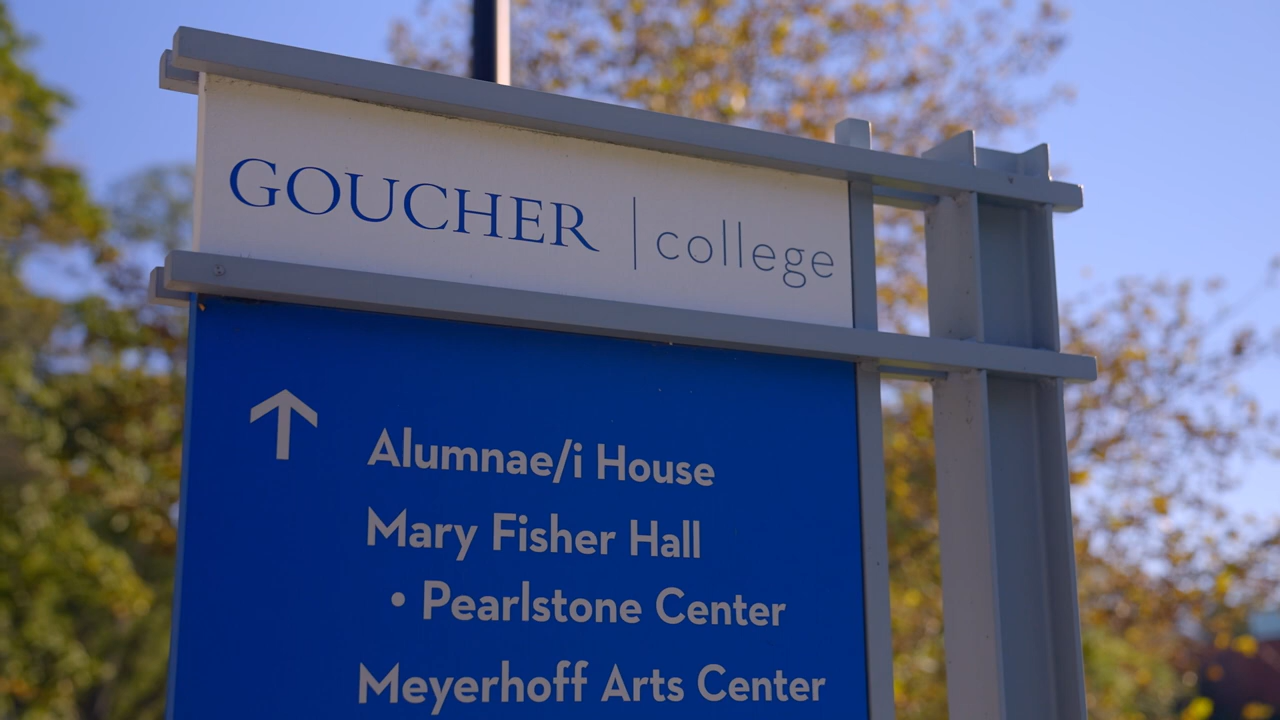 GOUCHER | college
↑ Alumnae/i House
Mary Fisher Hall
• Pearlstone Center
Meyerhoff Arts Center